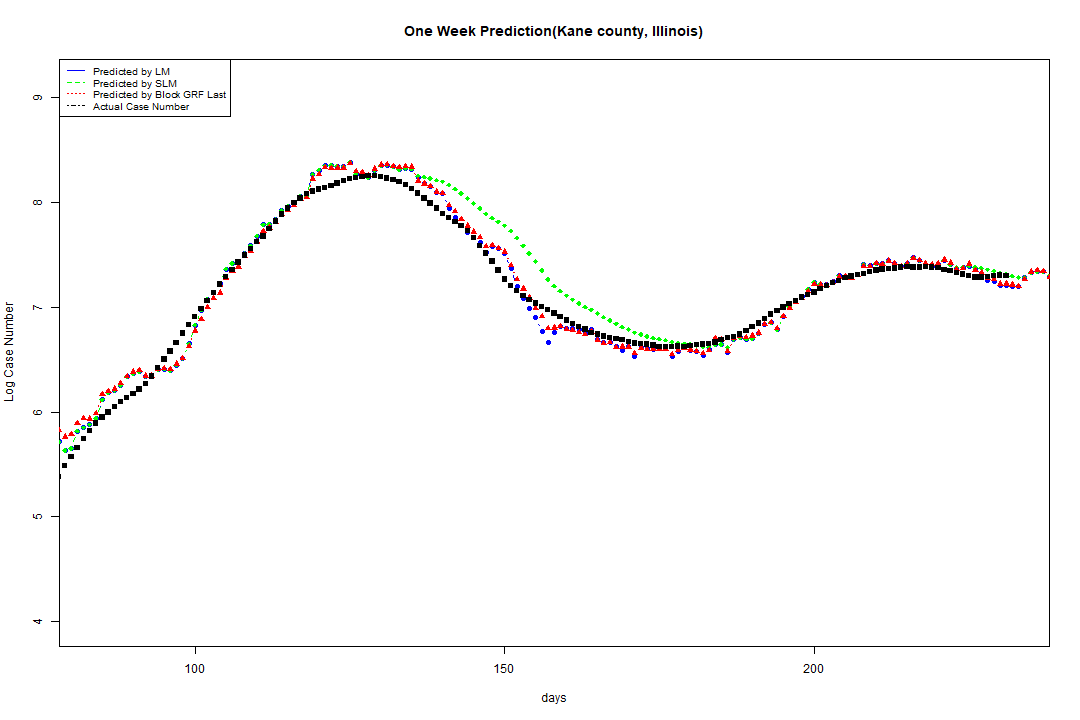 One Week Prediction(Kane county, Illinois)
Predicted by LM
Predicted by SLM
Predicted by Block GRF Last
Actual Case Number
9
8
7
6
5
4
Log Case Number
100
150
200
days